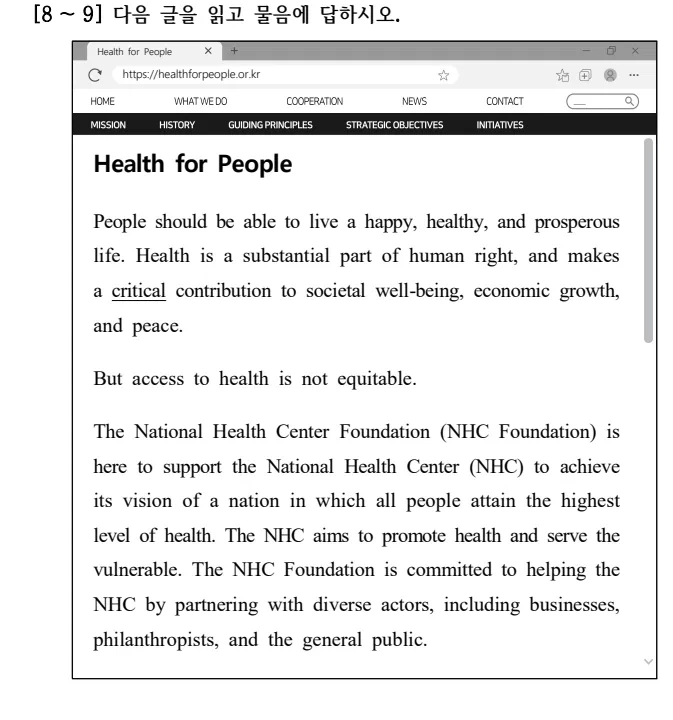 [8 ~ 9] 다음 글을 읽고 물음에 답하시오.
Health for People
https://healthforpeople.or.kr
HOME WHAT WE DO COOPERATION NEWS CONTACT
MISSION HISTORY GUIDING PRINCIPLES STRATEGIC OBJECTIVES INITIATIVES
Health for People
People should be able to live a happy, healthy, and prosperous
life. Health is a substantial part of human right, and makes
a critical contribution to societal well-being, economic growth,
and peace.
But access to health is not equitable.
The National Health Center Foundation (NHC Foundation) is
here to support the National Health Center (NHC) to achieve
its vision of a nation in which all people attain the highest
level of health. The NHC aims to promote health and serve the
vulnerable. The NHC Foundation is committed to helping the
NHC by partnering with diverse actors, including businesses,
philanthropists, and the general public.